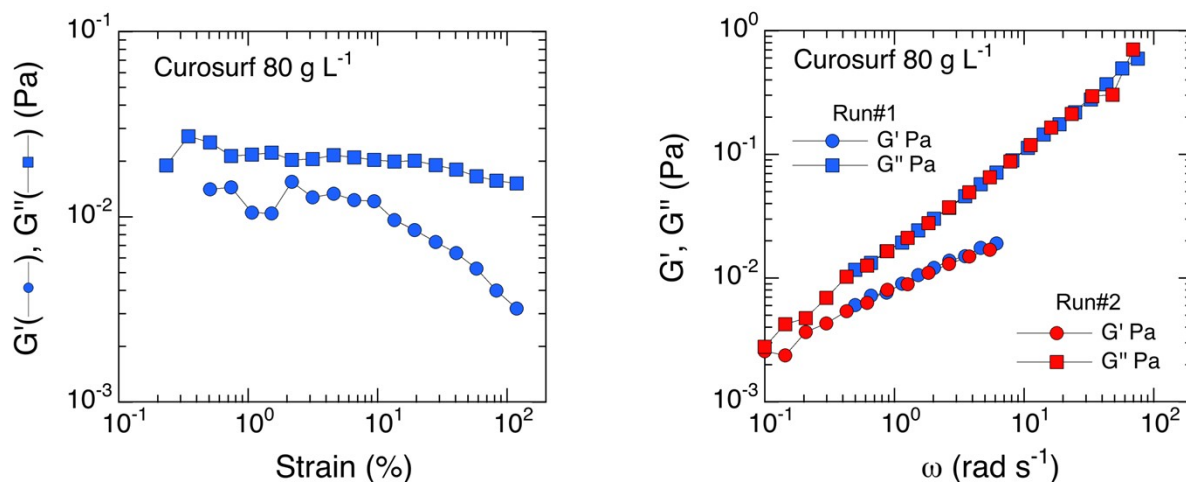 Curosurf 80 g L⁻¹
G'(—●—), G"(—■—) (Pa)
10⁻¹
10⁻²
10⁻³
10⁻¹ 10⁰ 10¹ 10²
Strain (%)
Curosurf 80 g L⁻¹
Run#1
G' Pa
G" Pa
Run#2
G' Pa
G" Pa
G', G" (Pa)
10⁰
10⁻¹
10⁻²
10⁻³
10⁻¹ 10⁰ 10¹ 10²
ω (rad s⁻¹)